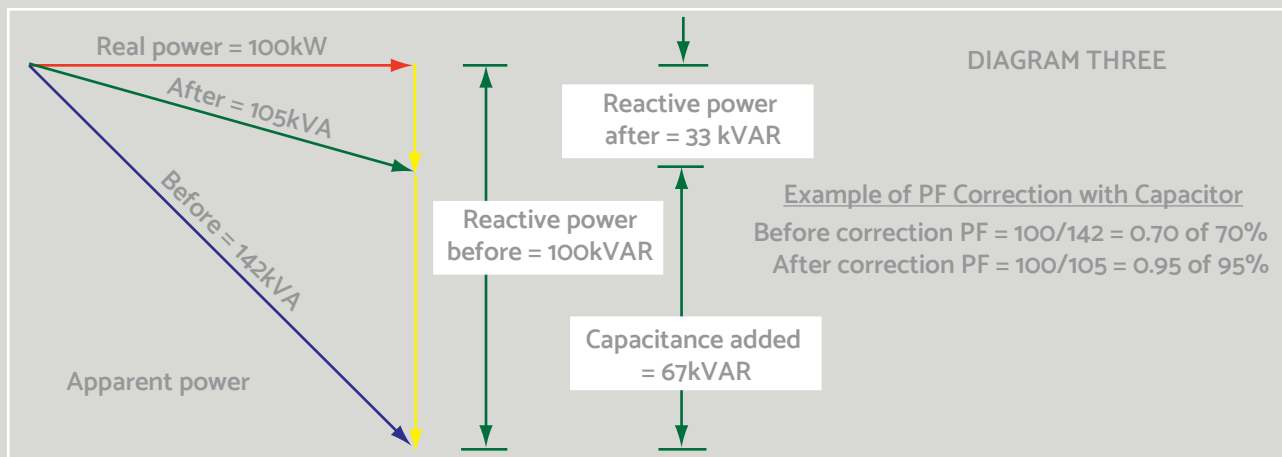 Real power = 100kW
After = 105kVA
Before = 142kVA
Apparent power
Reactive power
before = 100kVAR
Reactive power
after = 33 kVAR
Capacitance added
= 67kVAR
DIAGRAM THREE
Example of PF Correction with Capacitor
Before correction PF = 100/142 = 0.70 of 70%
After correction PF = 100/105 = 0.95 of 95%